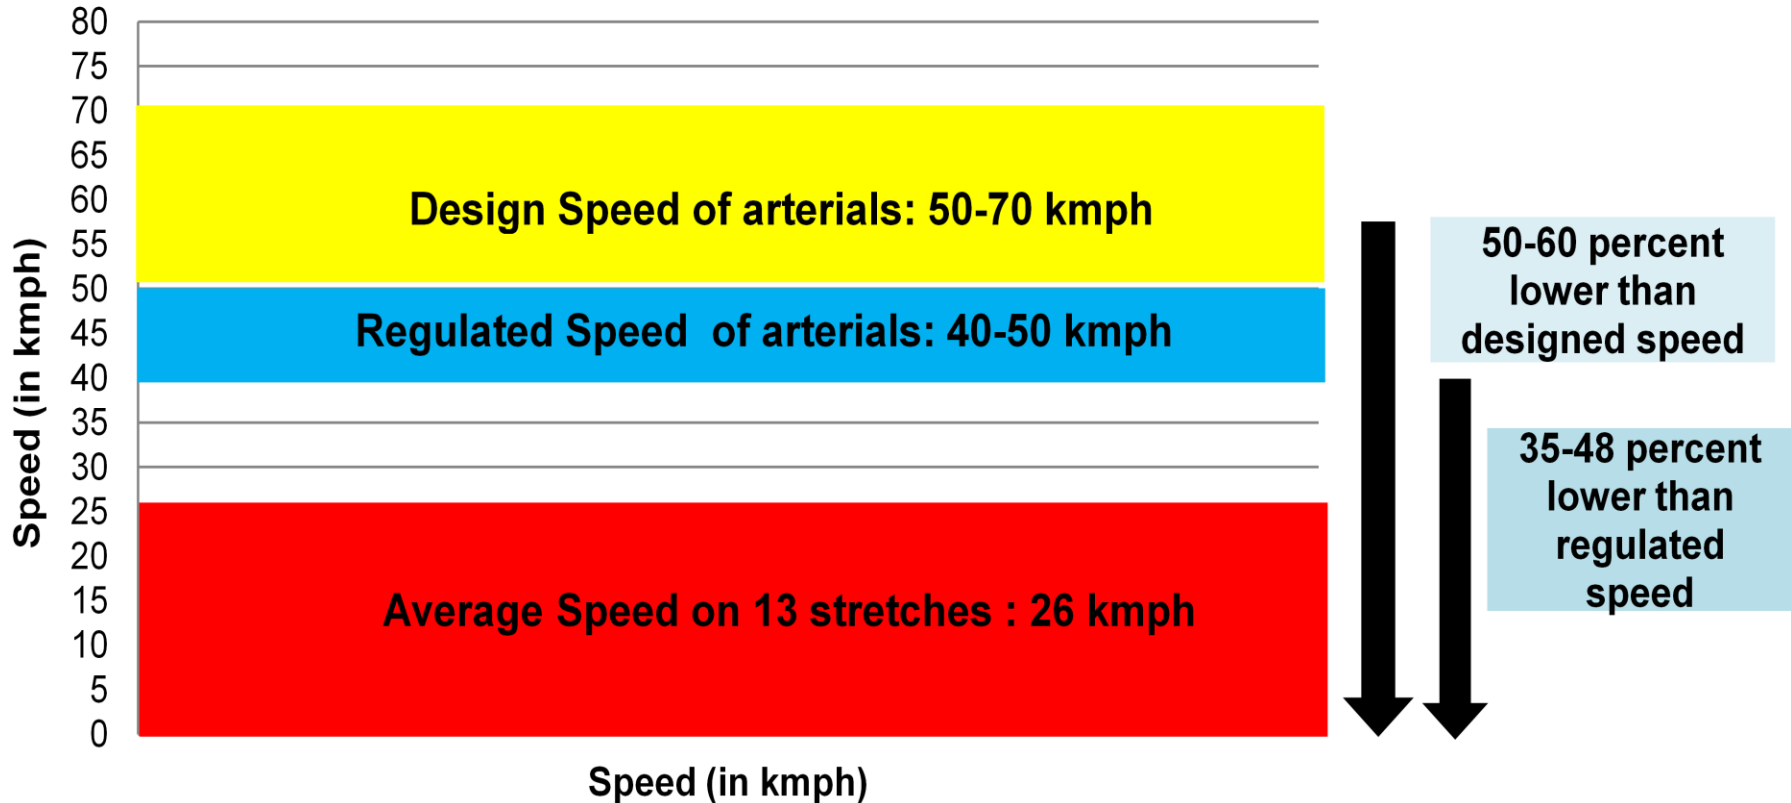 80
75
70
65
60
55
50
45
40
35
30
25
20
15
10
5
0
Speed (in kmph)
Design Speed of arterials: 50-70 kmph
Regulated Speed of arterials: 40-50 kmph
Average Speed on 13 stretches : 26 kmph
Speed (in kmph)
50-60 percent
lower than
designed speed
35-48 percent
lower than
regulated
speed